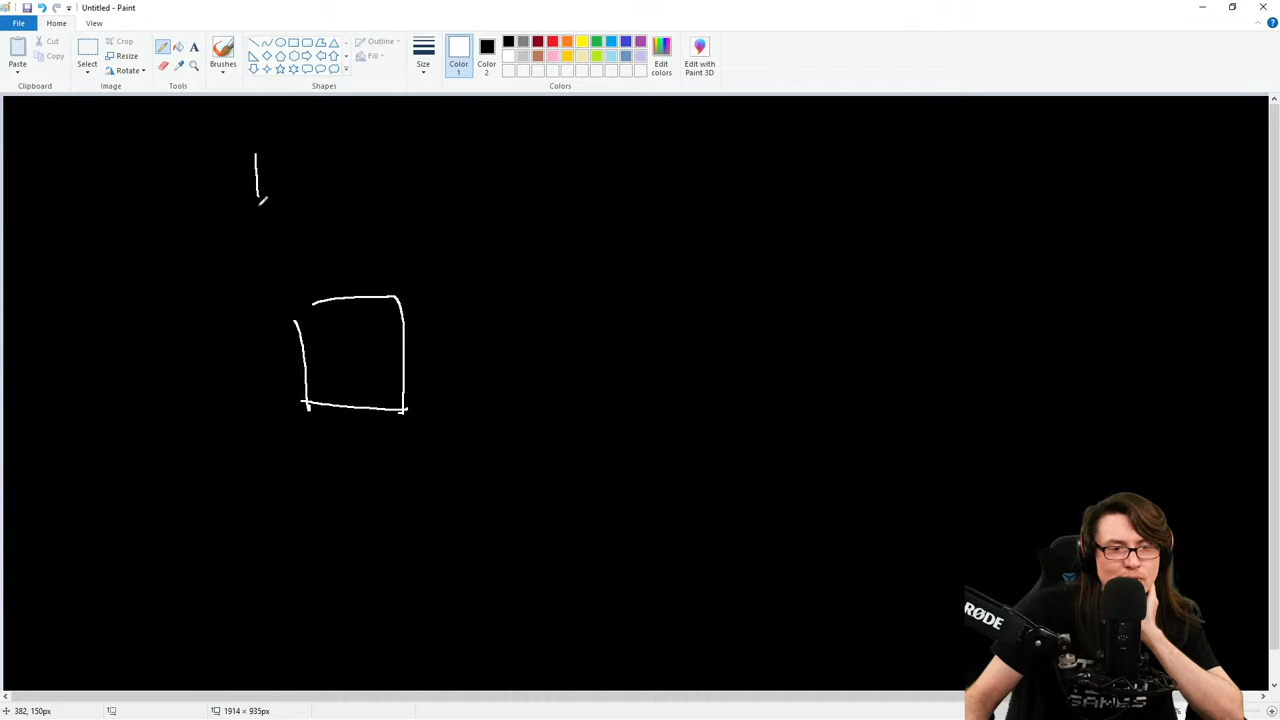 Untitled - Paint
File
Home
View
Paste
Cut
Copy
Clipboard
Select
Crop
Resize
Rotate
Image
Tools
Brushes
Shapes
Outline
Fill
Size
Color 1
Color 2
Colors
Edit colors
Edit with Paint 3D
RØDE
GAMES
382, 150px
1914 × 935px